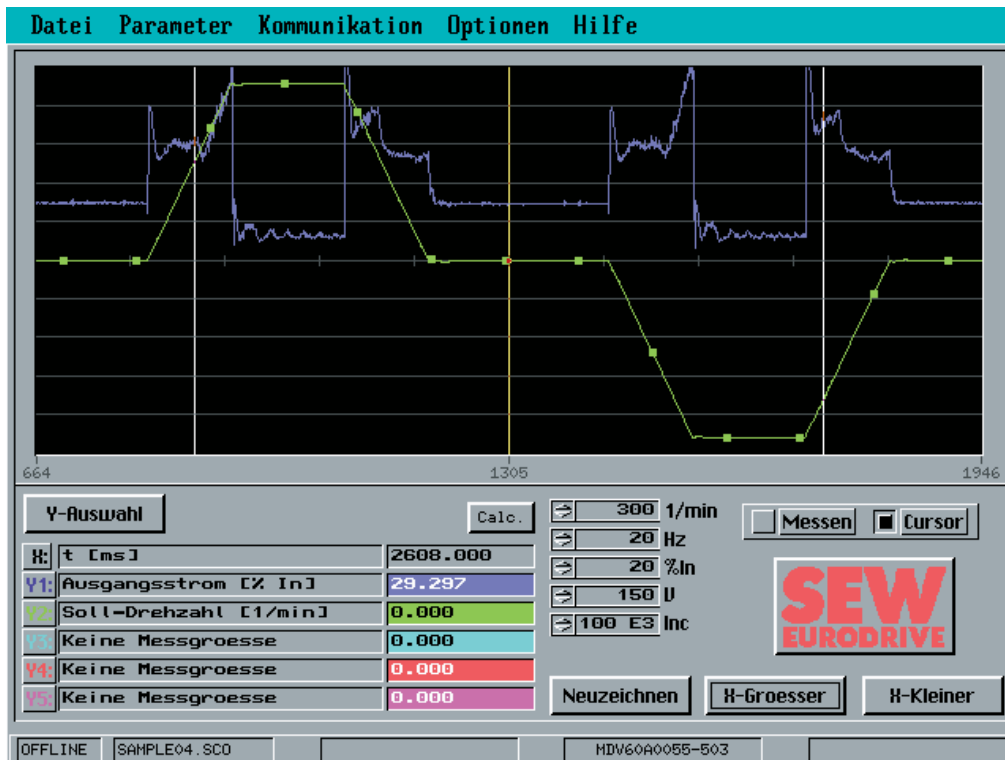 Datei Parameter Kommunikation Optionen Hilfe
664 1305 1946
Y-Auswahl
Calc.
X: t [ms] 2608.000
Y1: Ausgangsstrom [% In] 29.297
Y2: Soll-Drehzahl [1/min] 0.000
Y3: Keine Messgroesse 0.000
Y4: Keine Messgroesse 0.000
Y5: Keine Messgroesse 0.000
300 1/min
20 Hz
20 %In
150 U
100 E3 Inc
Messen Cursor
SEW
EURODRIVE
Neuzeichnen X-Groesser X-Kleiner
OFFLINE SAMPLE04.SCO MDV60A0055-503